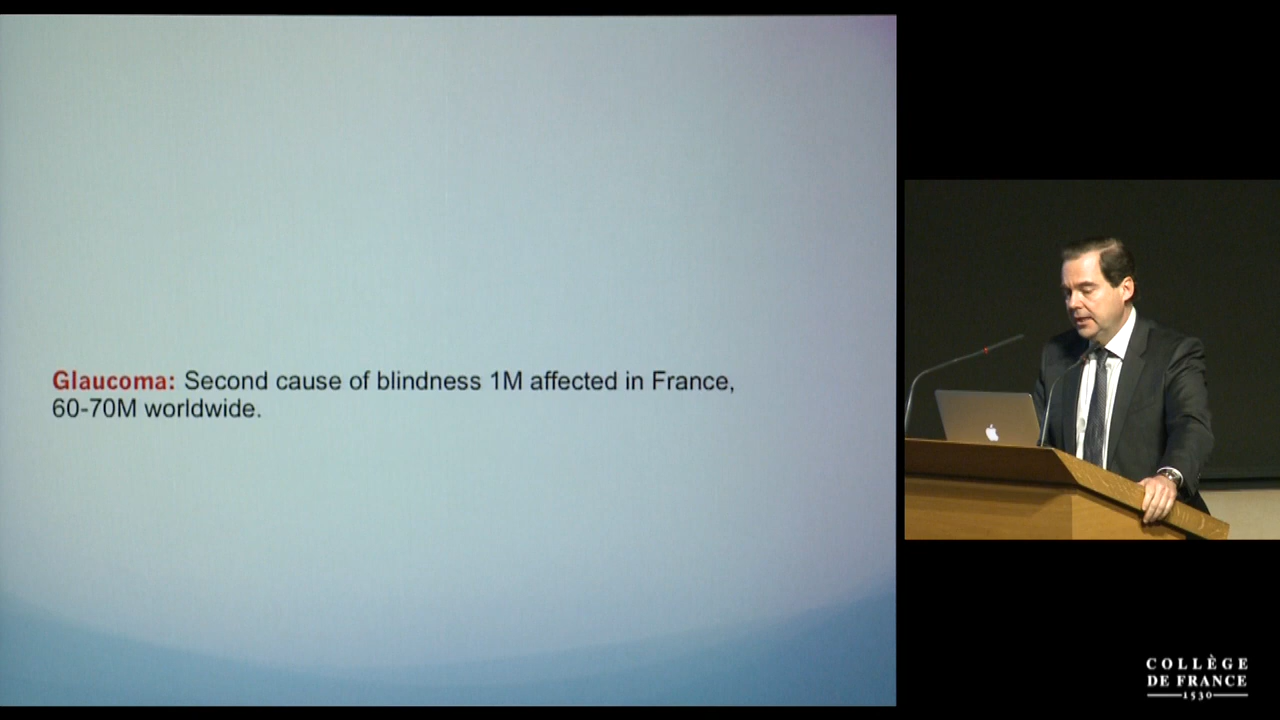 Glaucoma: Second cause of blindness 1M affected in France,
60-70M worldwide.
COLLÈGE
DE FRANCE
1530